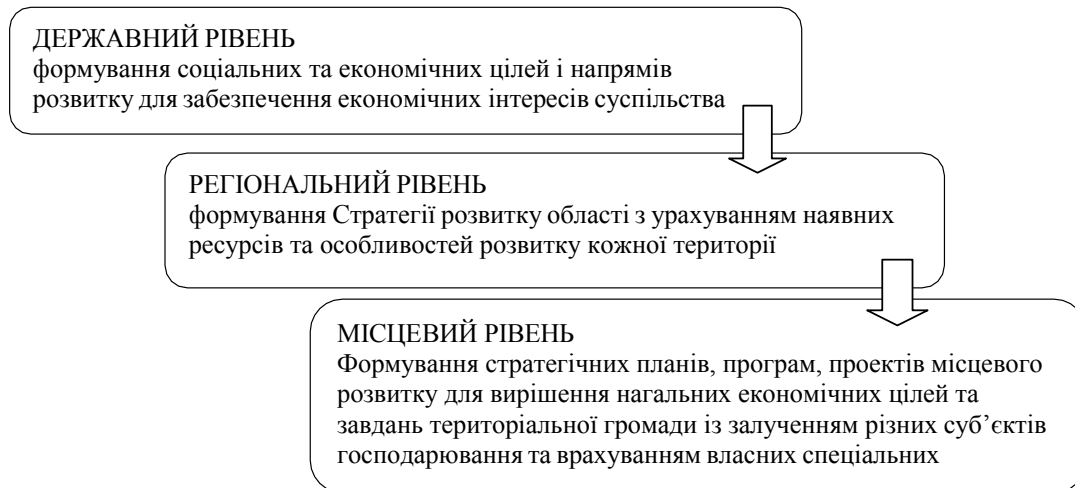 ДЕРЖАВНИЙ РІВЕНЬ
формування соціальних та економічних цілей і напрямів
розвитку для забезпечення економічних інтересів суспільства
РЕГІОНАЛЬНИЙ РІВЕНЬ
формування Стратегії розвитку області з урахуванням наявних
ресурсів та особливостей розвитку кожної території
МІСЦЕВИЙ РІВЕНЬ
Формування стратегічних планів, програм, проектів місцевого
розвитку для вирішення нагальних економічних цілей та
завдань територіальної громади із залученням різних суб’єктів
господарювання та врахуванням власних спеціальних